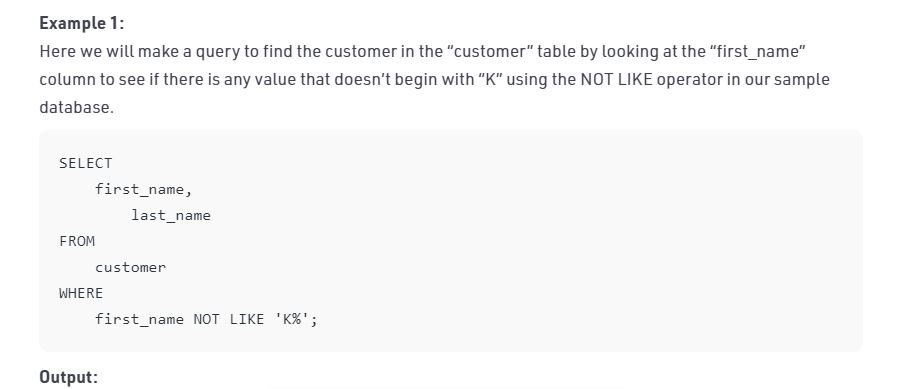 Example 1:
Here we will make a query to find the customer in the “customer” table by looking at the “first_name”
column to see if there is any value that doesn’t begin with “K” using the NOT LIKE operator in our sample
database.
SELECT
    first_name,
        last_name
FROM
    customer
WHERE
    first_name NOT LIKE 'K%';
Output: